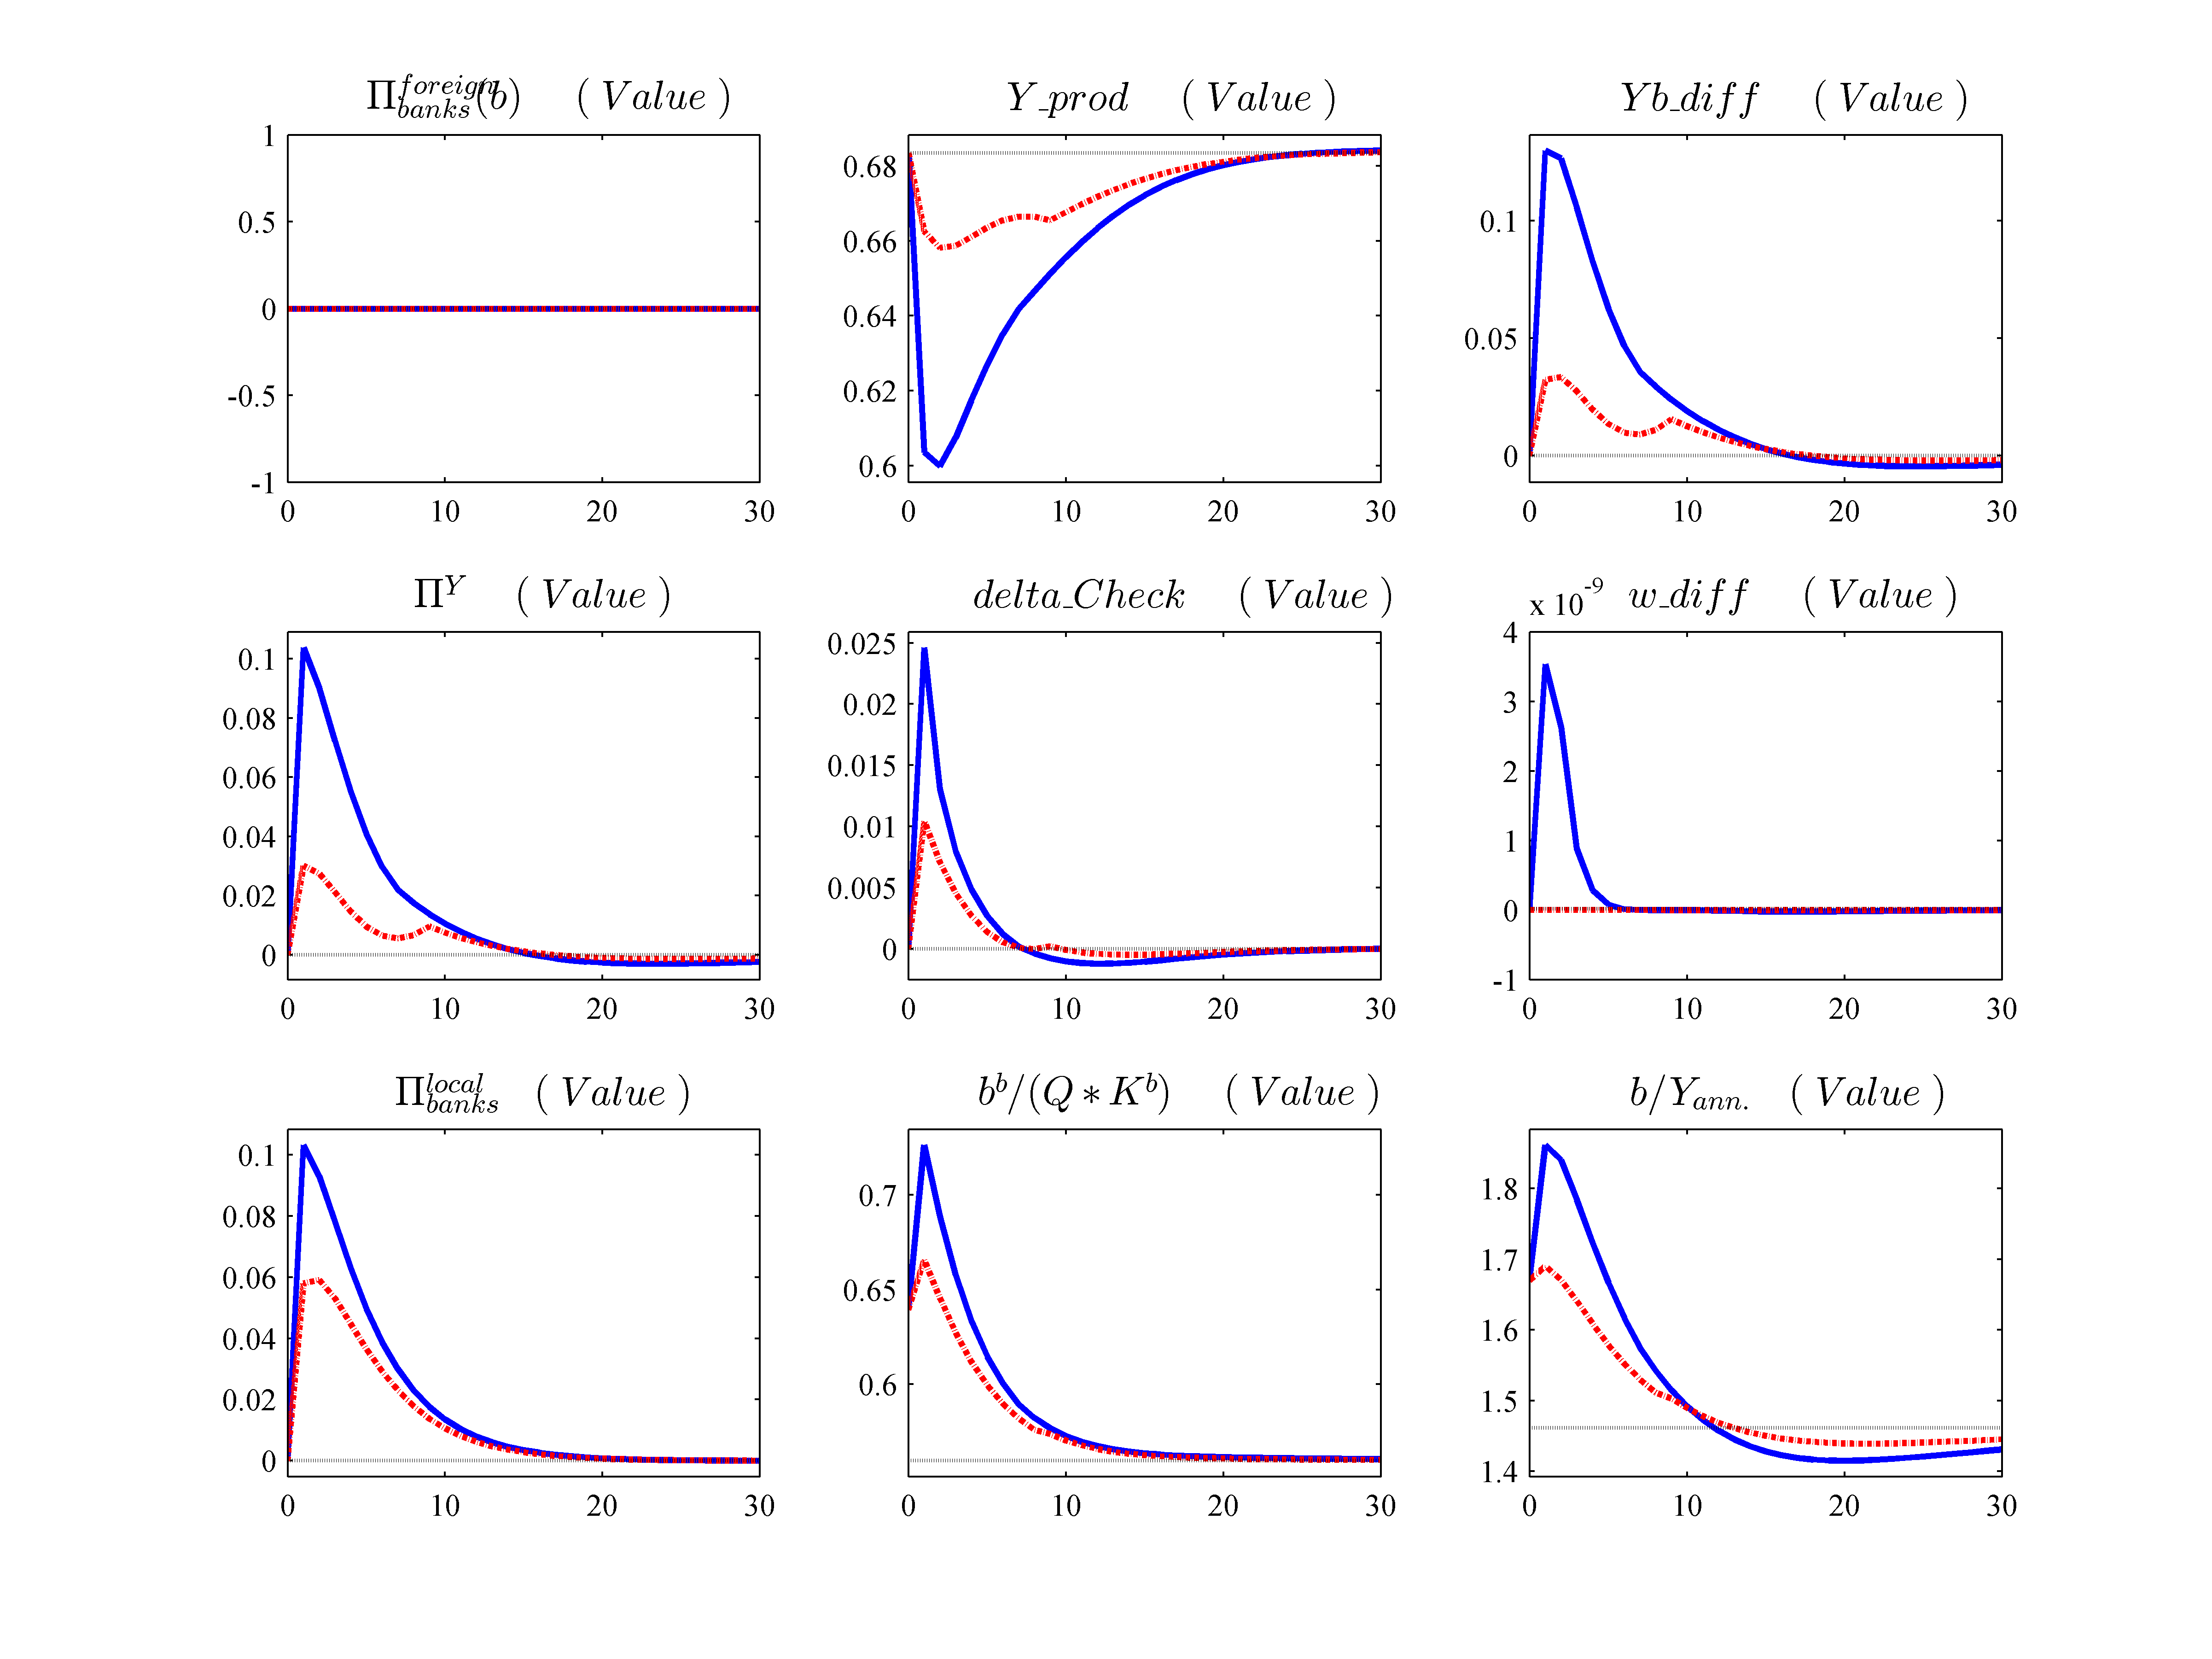 Π^{foreign}_{banks}(b) ( Value )
Y_prod ( Value )
Yb_diff ( Value )
1
0.5
0
-0.5
-1
0 10 20 30
0.68
0.66
0.64
0.62
0.6
0 10 20 30
0.1
0.05
0
0 10 20 30
Π^Y ( Value )
delta_Check ( Value )
x 10^{-9} w_diff ( Value )
0.1
0.08
0.06
0.04
0.02
0
0 10 20 30
0.025
0.02
0.015
0.01
0.005
0
0 10 20 30
4
3
2
1
0
-1
0 10 20 30
Π^{local}_{banks} ( Value )
b^b/(Q * K^b) ( Value )
b/Y_{ann.} ( Value )
0.1
0.08
0.06
0.04
0.02
0
0 10 20 30
0.7
0.65
0.6
0 10 20 30
1.8
1.7
1.6
1.5
1.4
0 10 20 30